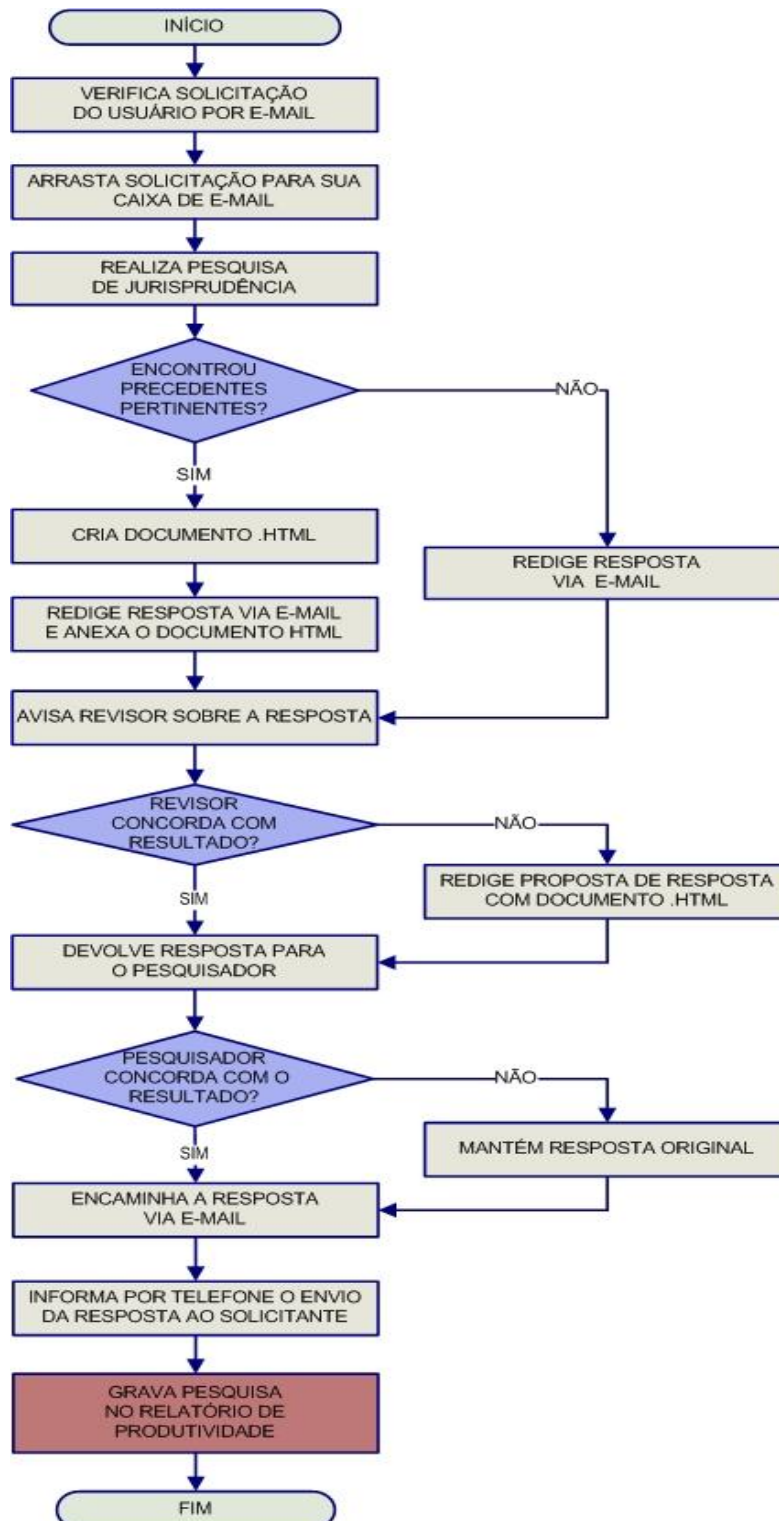 INÍCIO
VERIFICA SOLICITAÇÃO
DO USUÁRIO POR E-MAIL
ARRASTA SOLICITAÇÃO PARA SUA
CAIXA DE E-MAIL
REALIZA PESQUISA
DE JURISPRUDÊNCIA
ENCONTROU
PRECEDENTES
PERTINENTES?
NÃO
SIM
CRIA DOCUMENTO .HTML
REDIGE RESPOSTA
VIA E-MAIL
REDIGE RESPOSTA VIA E-MAIL
E ANEXA O DOCUMENTO HTML
AVISA REVISOR SOBRE A RESPOSTA
REVISOR
CONCORDA COM
RESULTADO?
NÃO
SIM
REDIGE PROPOSTA DE RESPOSTA
COM DOCUMENTO .HTML
DEVOLVE RESPOSTA PARA
O PESQUISADOR
PESQUISADOR
CONCORDA COM O
RESULTADO?
NÃO
SIM
MANTÉM RESPOSTA ORIGINAL
ENCAMINHA A RESPOSTA
VIA E-MAIL
INFORMA POR TELEFONE O ENVIO
DA RESPOSTA AO SOLICITANTE
GRAVA PESQUISA
NO RELATÓRIO DE
PRODUTIVIDADE
FIM